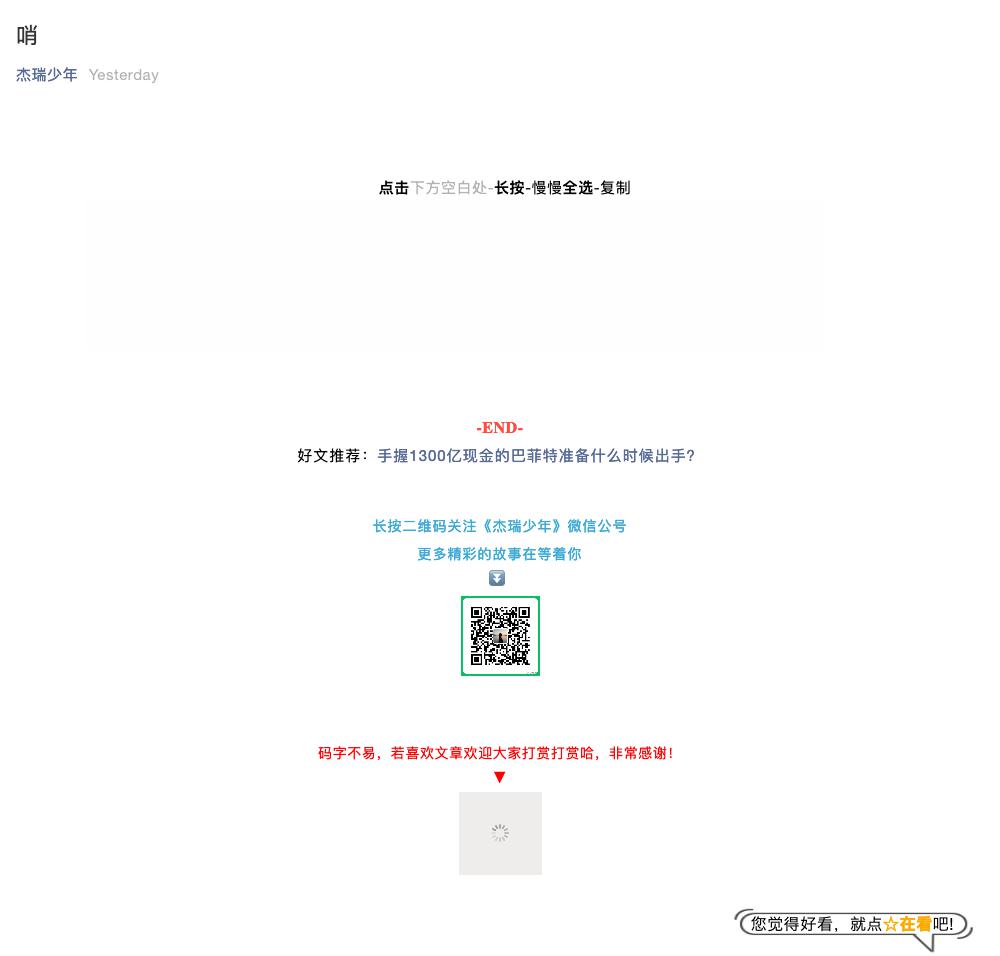 哨
杰瑞少年 Yesterday
点击下方空白处-长按-慢慢全选-复制
-END-
好文推荐：手握1300亿现金的巴菲特准备什么时候出手？
长按二维码关注《杰瑞少年》微信公号
更多精彩的故事在等着你
码字不易，若喜欢文章欢迎大家打赏打赏哈，非常感谢！
您觉得好看，就点☆在看吧!